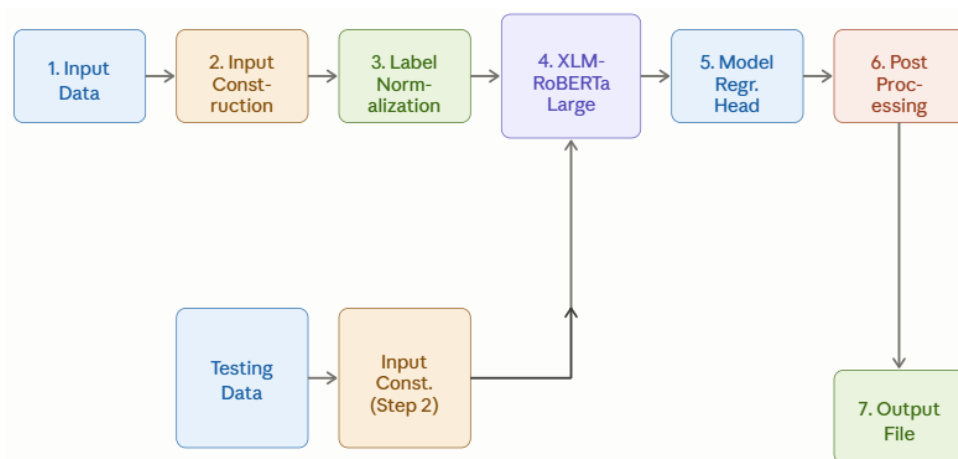 1. Input
Data
2. Input
Const-
ruction
3. Label
Norm-
alization
4. XLM-
RoBERTa
Large
5. Model
Regr.
Head
6. Post
Proc-
essing
Testing
Data
Input
Const.
(Step 2)
7. Output
File